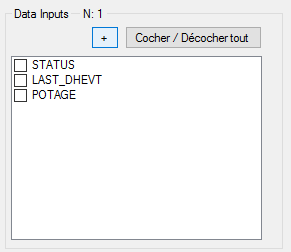 Data Inputs N: 1
+ Cocher / Décocher tout
STATUS
LAST_DHEVT
POTAGE